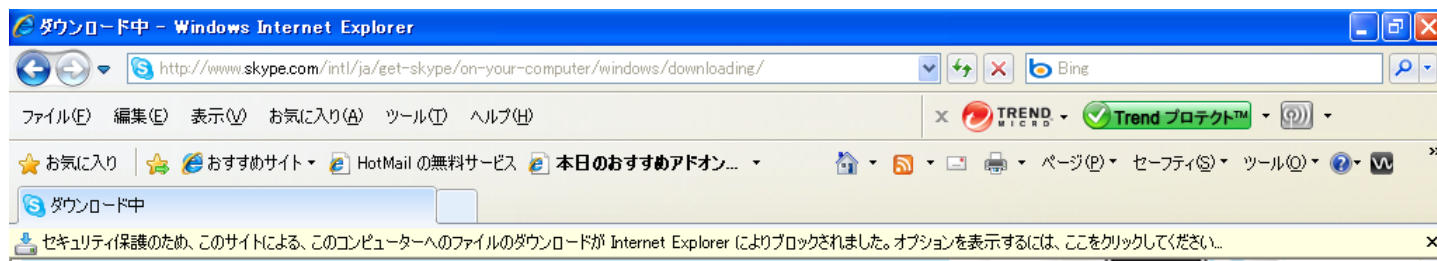 ダウンロード中 - Windows Internet Explorer
http://www.skype.com/intl/ja/get-skype/on-your-computer/windows/downloading/ Bing
ファイル(F) 編集(E) 表示(V) お気に入り(A) ツール(T) ヘルプ(H) x TREND MICRO Trend プロテクト™
お気に入り おすすめサイト HotMail の無料サービス 本日のおすすめアドオン... ページ(P) セーフティ(S) ツール(O) »
ダウンロード中
セキュリティ保護のため、このサイトによる、このコンピューターへのファイルのダウンロードが Internet Explorer によりブロックされました。オプションを表示するには、ここをクリックしてください... x